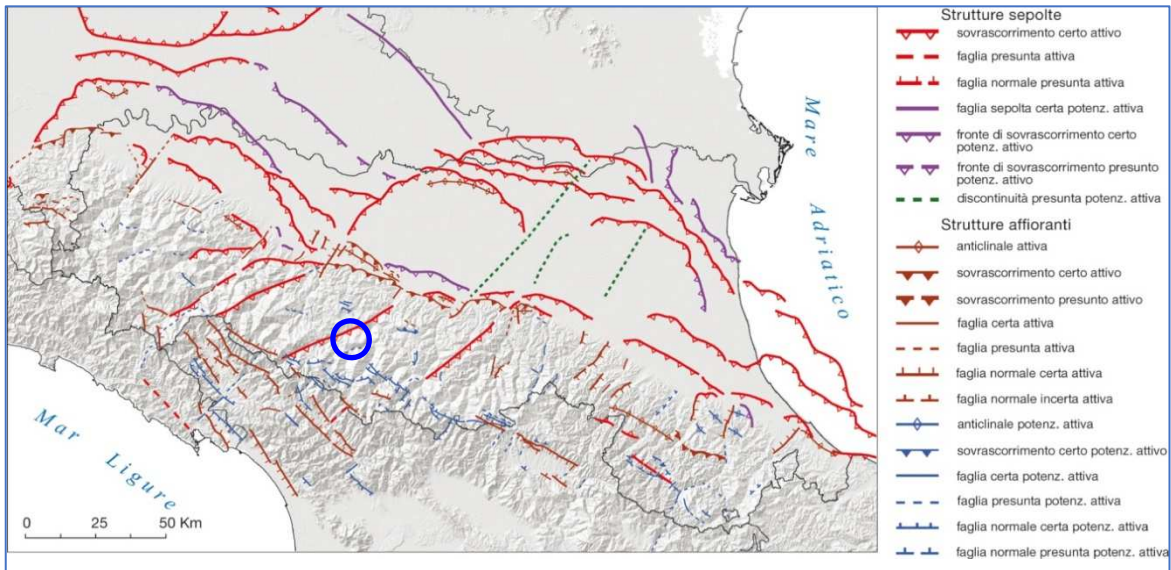 Mare Adriatico
Mar Ligure
0 25 50 Km
Strutture sepolte
sovrascorrimento certo attivo
faglia presunta attiva
faglia normale presunta attiva
faglia sepolta certa potenz. attiva
fronte di sovrascorrimento certo
potenz. attivo
fronte di sovrascorrimento presunto
potenz. attivo
discontinuità presunta potenz. attiva
Strutture affioranti
anticlinale attiva
sovrascorrimento certo attivo
sovrascorrimento presunto attivo
faglia certa attiva
faglia presunta attiva
faglia normale certa attiva
faglia normale incerta attiva
anticlinale potenz. attiva
sovrascorrimento certo potenz. attivo
faglia certa potenz. attiva
faglia presunta potenz. attiva
faglia normale certa potenz. attiva
faglia normale presunta potenz. attiva